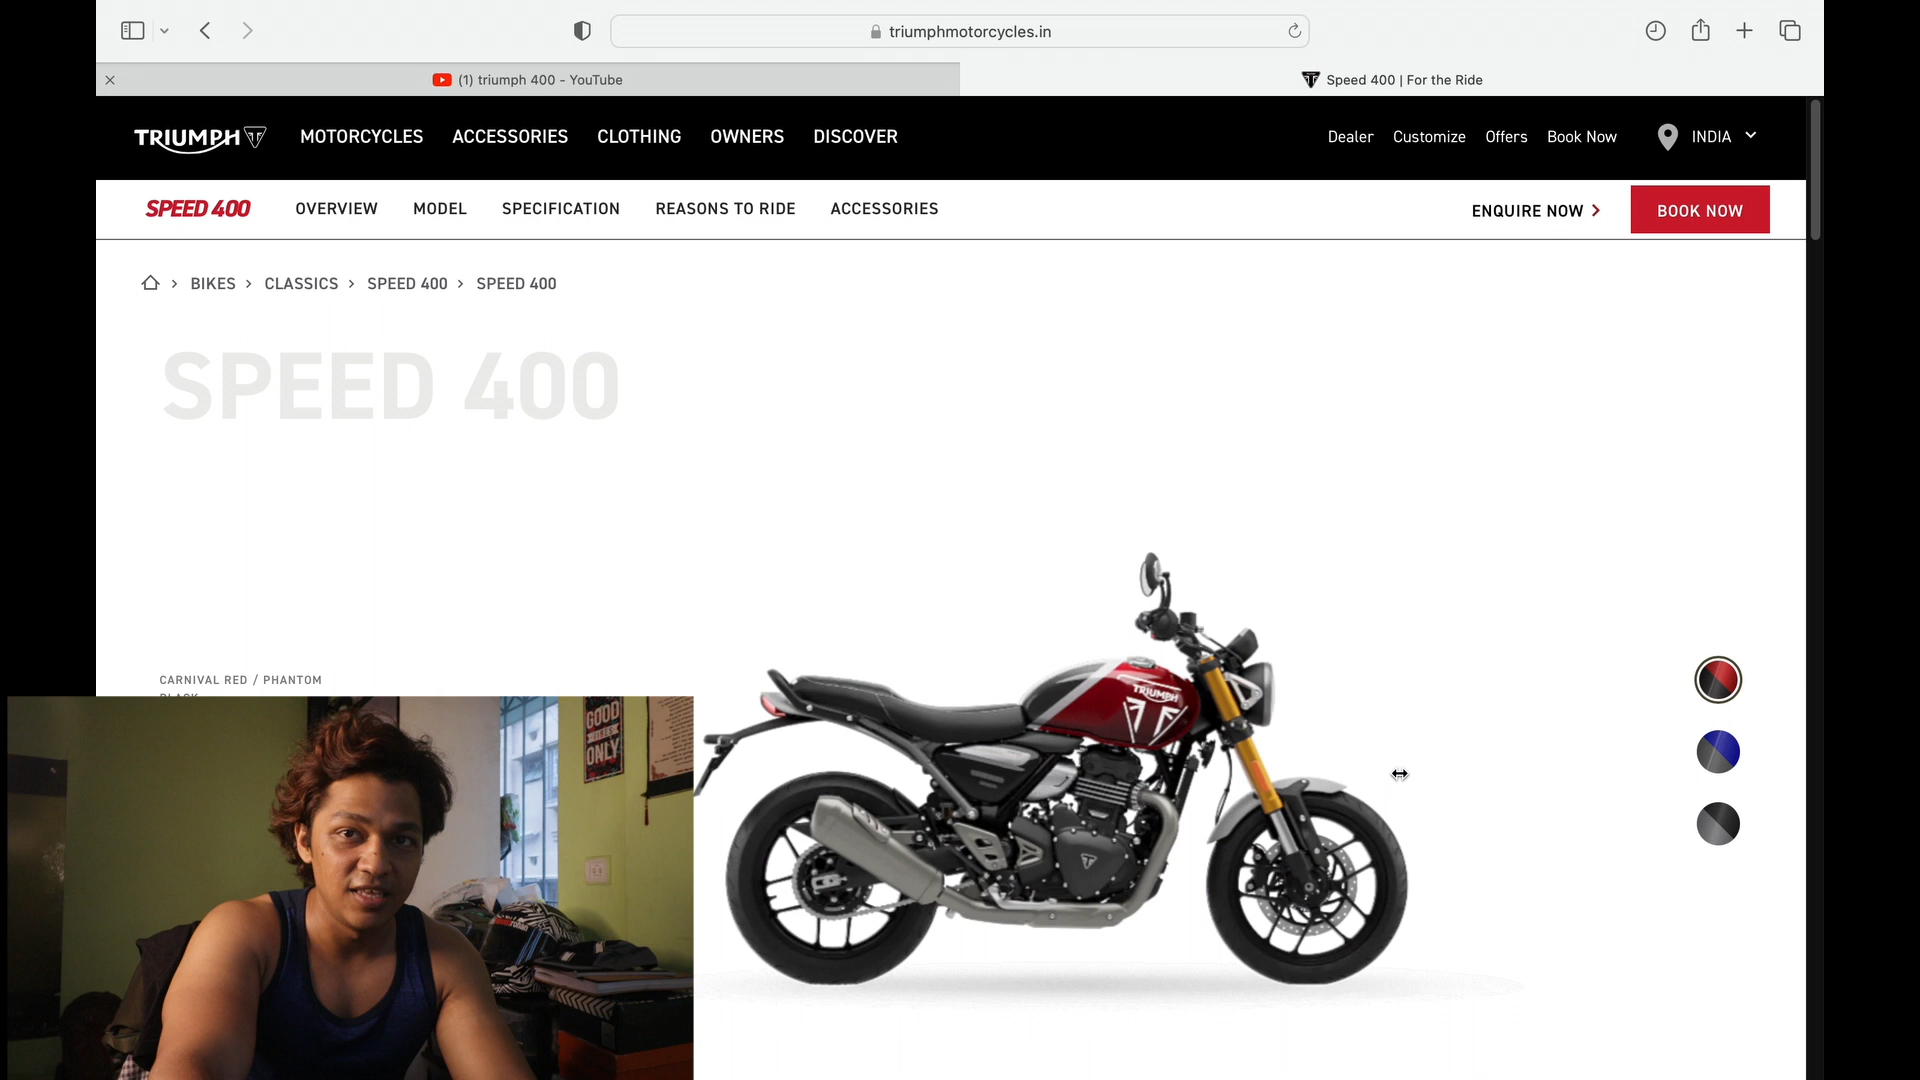 triumphmotorcycles.in
(1) triumph 400 - YouTube
Speed 400 | For the Ride
TRIUMPH
MOTORCYCLES
ACCESSORIES
CLOTHING
OWNERS
DISCOVER
Dealer
Customize
Offers
Book Now
INDIA
SPEED 400
OVERVIEW
MODEL
SPECIFICATION
REASONS TO RIDE
ACCESSORIES
ENQUIRE NOW
BOOK NOW
BIKES
CLASSICS
SPEED 400
SPEED 400
SPEED 400
CARNIVAL RED / PHANTOM
BLACK
TRIUMPH
GOOD
VIBES
ONLY